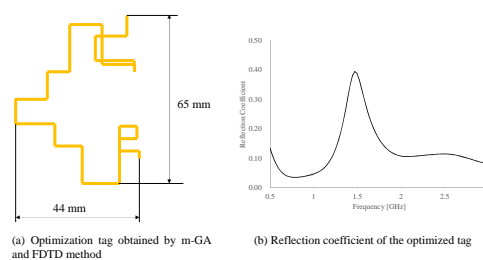 65 mm
44 mm
(a) Optimization tag obtained by m-GA
and FDTD method
0.50
0.40
0.30
0.20
0.10
0.00
Reflection Coefficient
0.5
1
1.5
2
2.5
Frequency [GHz]
(b) Reflection coefficient of the optimized tag